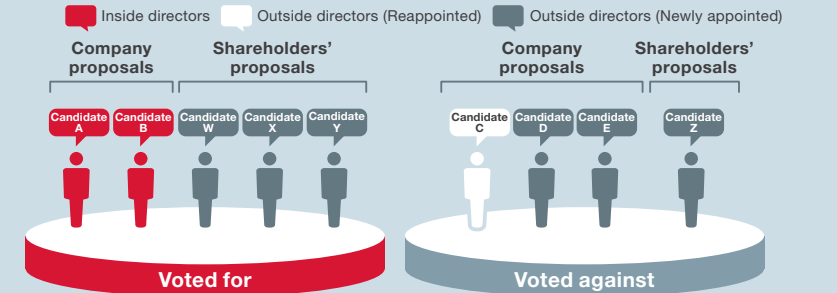 Inside directors
Outside directors (Reappointed)
Outside directors (Newly appointed)
Company
proposals
Shareholders’
proposals
Company
proposals
Shareholders’
proposals
Candidate
A
Candidate
B
Candidate
W
Candidate
X
Candidate
Y
Candidate
C
Candidate
D
Candidate
E
Candidate
Z
Voted for
Voted against